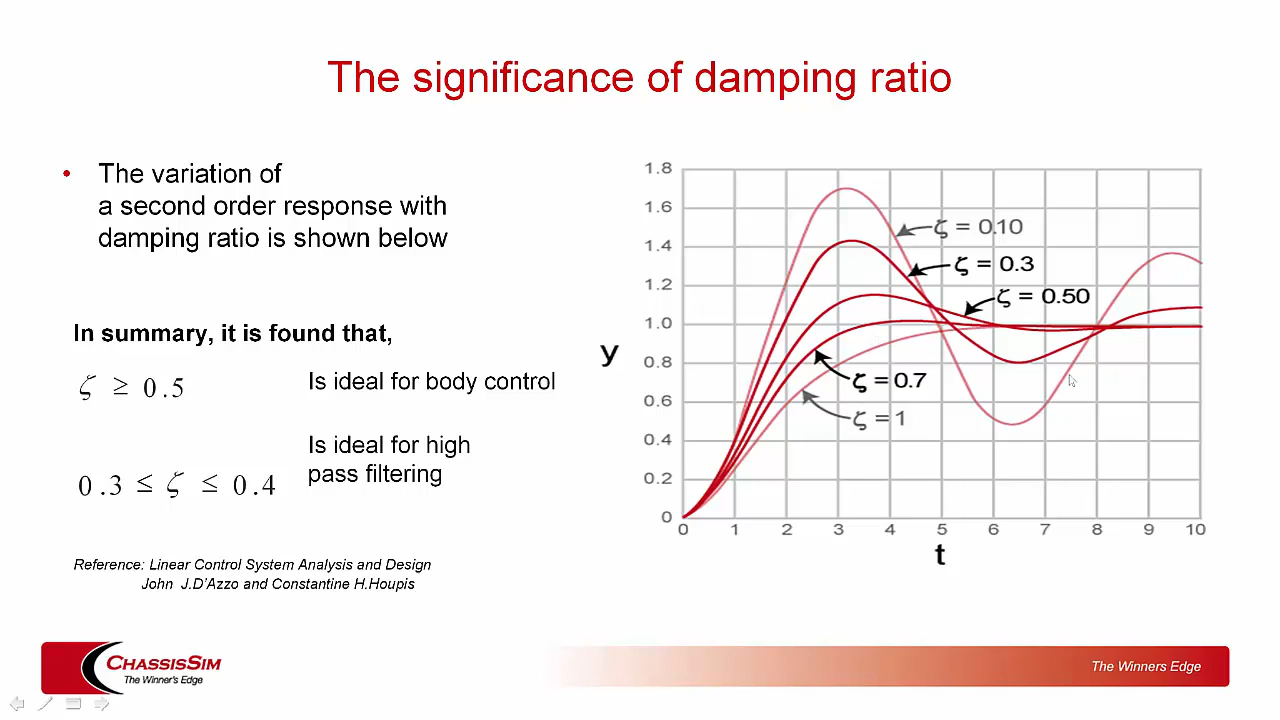 The significance of damping ratio
• The variation of
a second order response with
damping ratio is shown below
In summary, it is found that,
ζ ≥ 0.5
Is ideal for body control
Is ideal for high
pass filtering
0.3 ≤ ζ ≤ 0.4
Reference: Linear Control System Analysis and Design
John J.D'Azzo and Constantine H.Houpis
1.8
1.6
1.4
1.2
1.0
0.8
0.6
0.4
0.2
0
y
ζ = 0.10
ζ = 0.3
ζ = 0.50
ζ = 0.7
ζ = 1
0 1 2 3 4 5 6 7 8 9 10
t
CHASSISSIM
The Winner's Edge
The Winners Edge